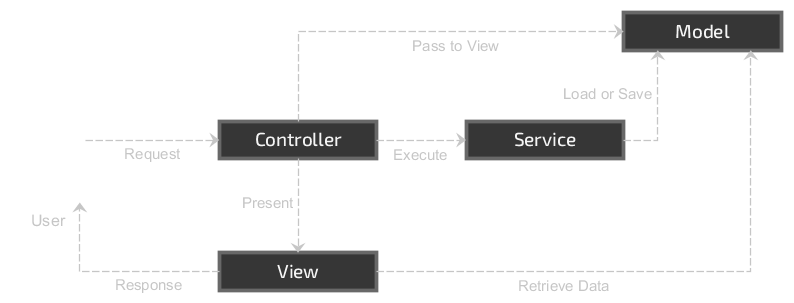 Model
Pass to View
Load or Save
Controller
Service
Request
Execute
Present
User
View
Response
Retrieve Data